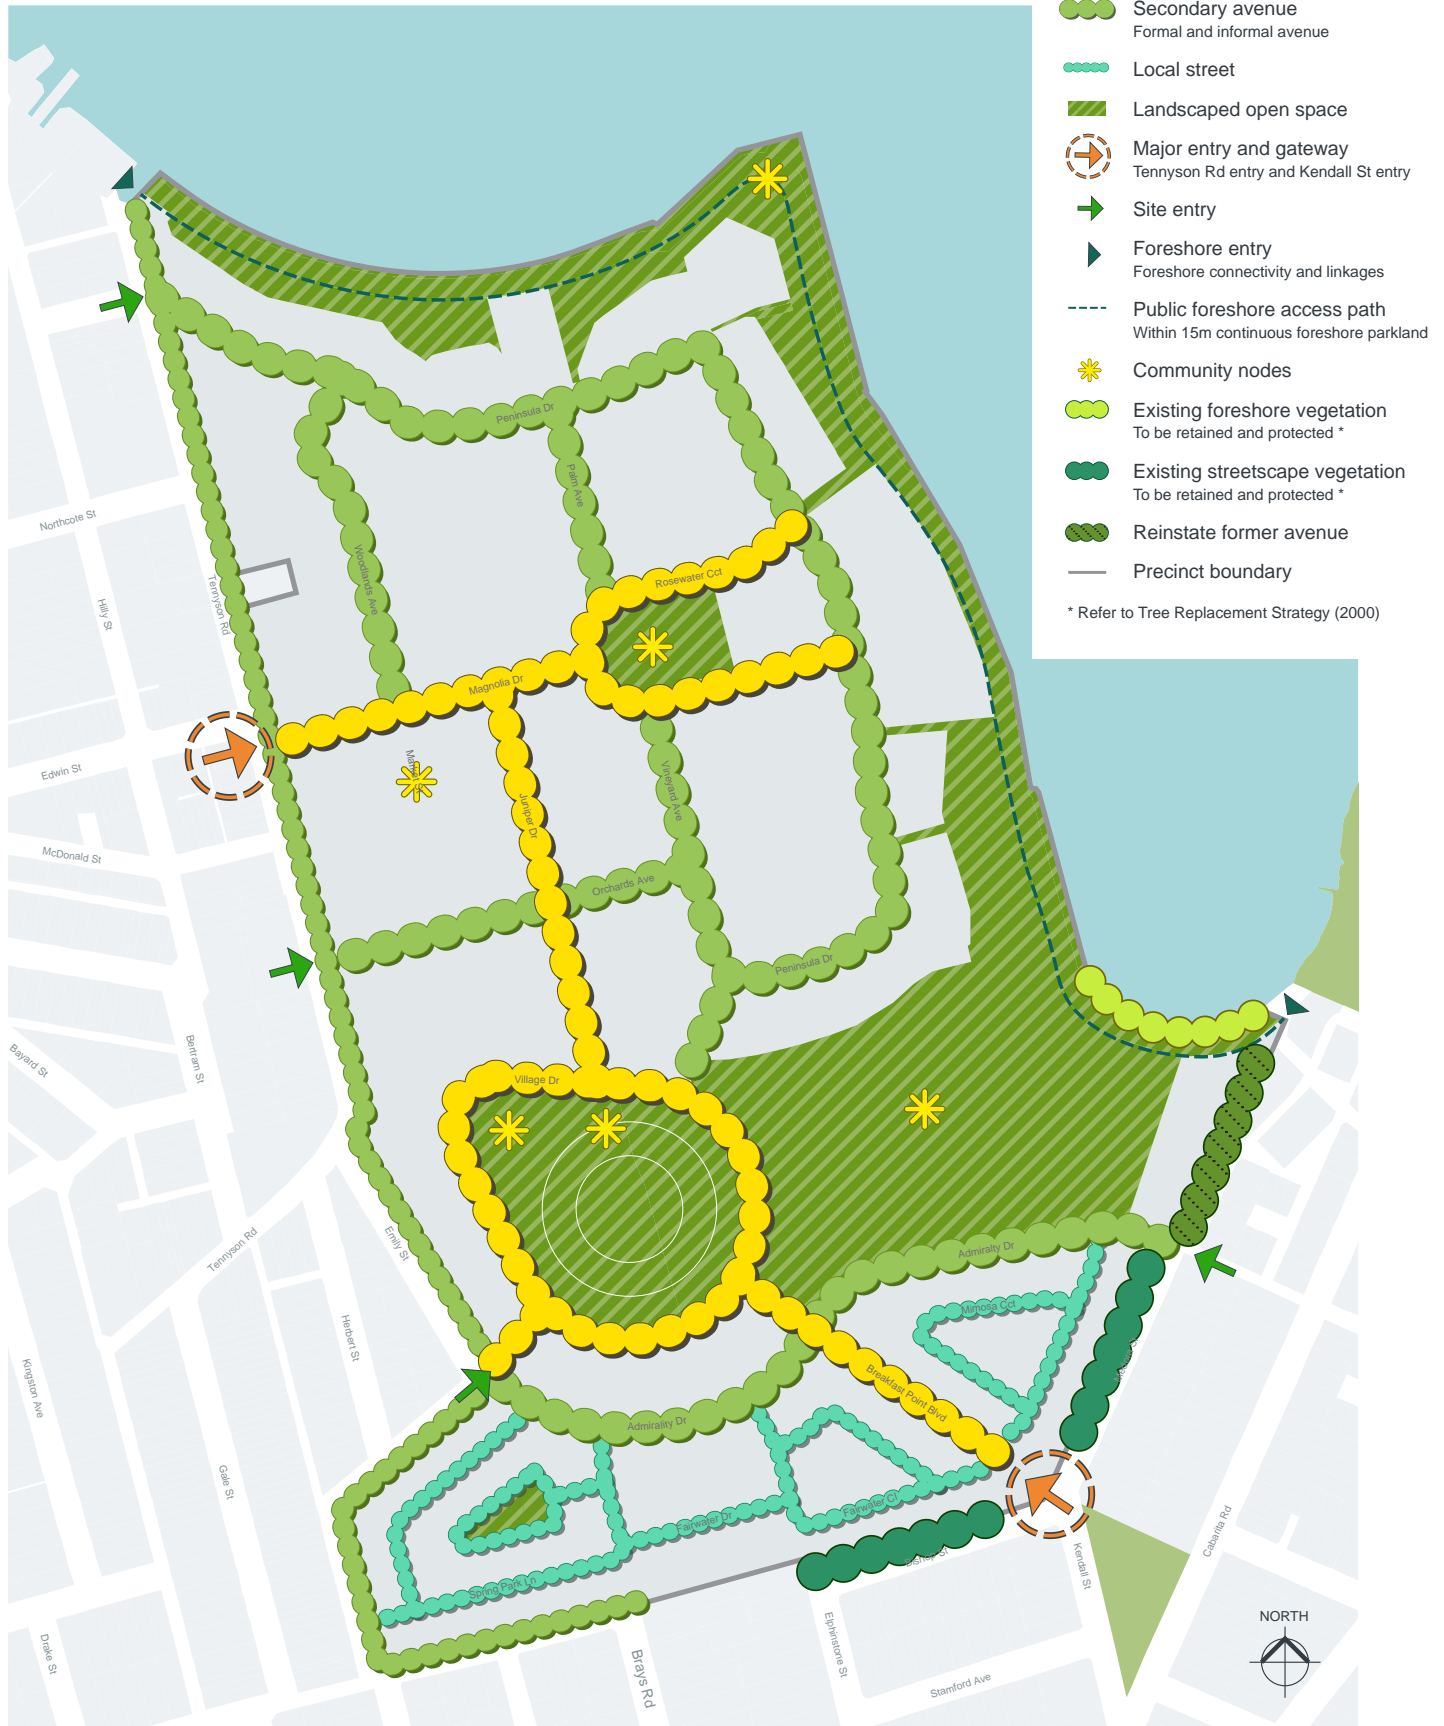 Secondary avenue
Formal and informal avenue
Local street
Landscaped open space
Major entry and gateway
Tennyson Rd entry and Kendall St entry
Site entry
Foreshore entry
Foreshore connectivity and linkages
Public foreshore access path
Within 15m continuous foreshore parkland
Community nodes
Existing foreshore vegetation
To be retained and protected *
Existing streetscape vegetation
To be retained and protected *
Reinstate former avenue
Precinct boundary
* Refer to Tree Replacement Strategy (2000)
Peninsula Dr
Palm Ave
Northcote St
Woodlands Ave
Rosewater Cct
Tennyson Rd
Hilly St
Magnolia Dr
Edwin St
Vineyard Ave
Juniper Dr
McDonald St
Orchards Ave
Peninsula Dr
Bertram St
Bayard St
Village Dr
Emily St
Tennyson Rd
Admiralty Dr
Mimosa Cct
Herbert St
Kingston Ave
Breakfast Point Blvd
Admirality Dr
Gale St
Fairwater Dr
Fairwater Cl
Cabarita Rd
Bishop St
Kendall St
Spring Park Ln
Elphinstone St
Drake St
Brays Rd
Stamford Ave
NORTH